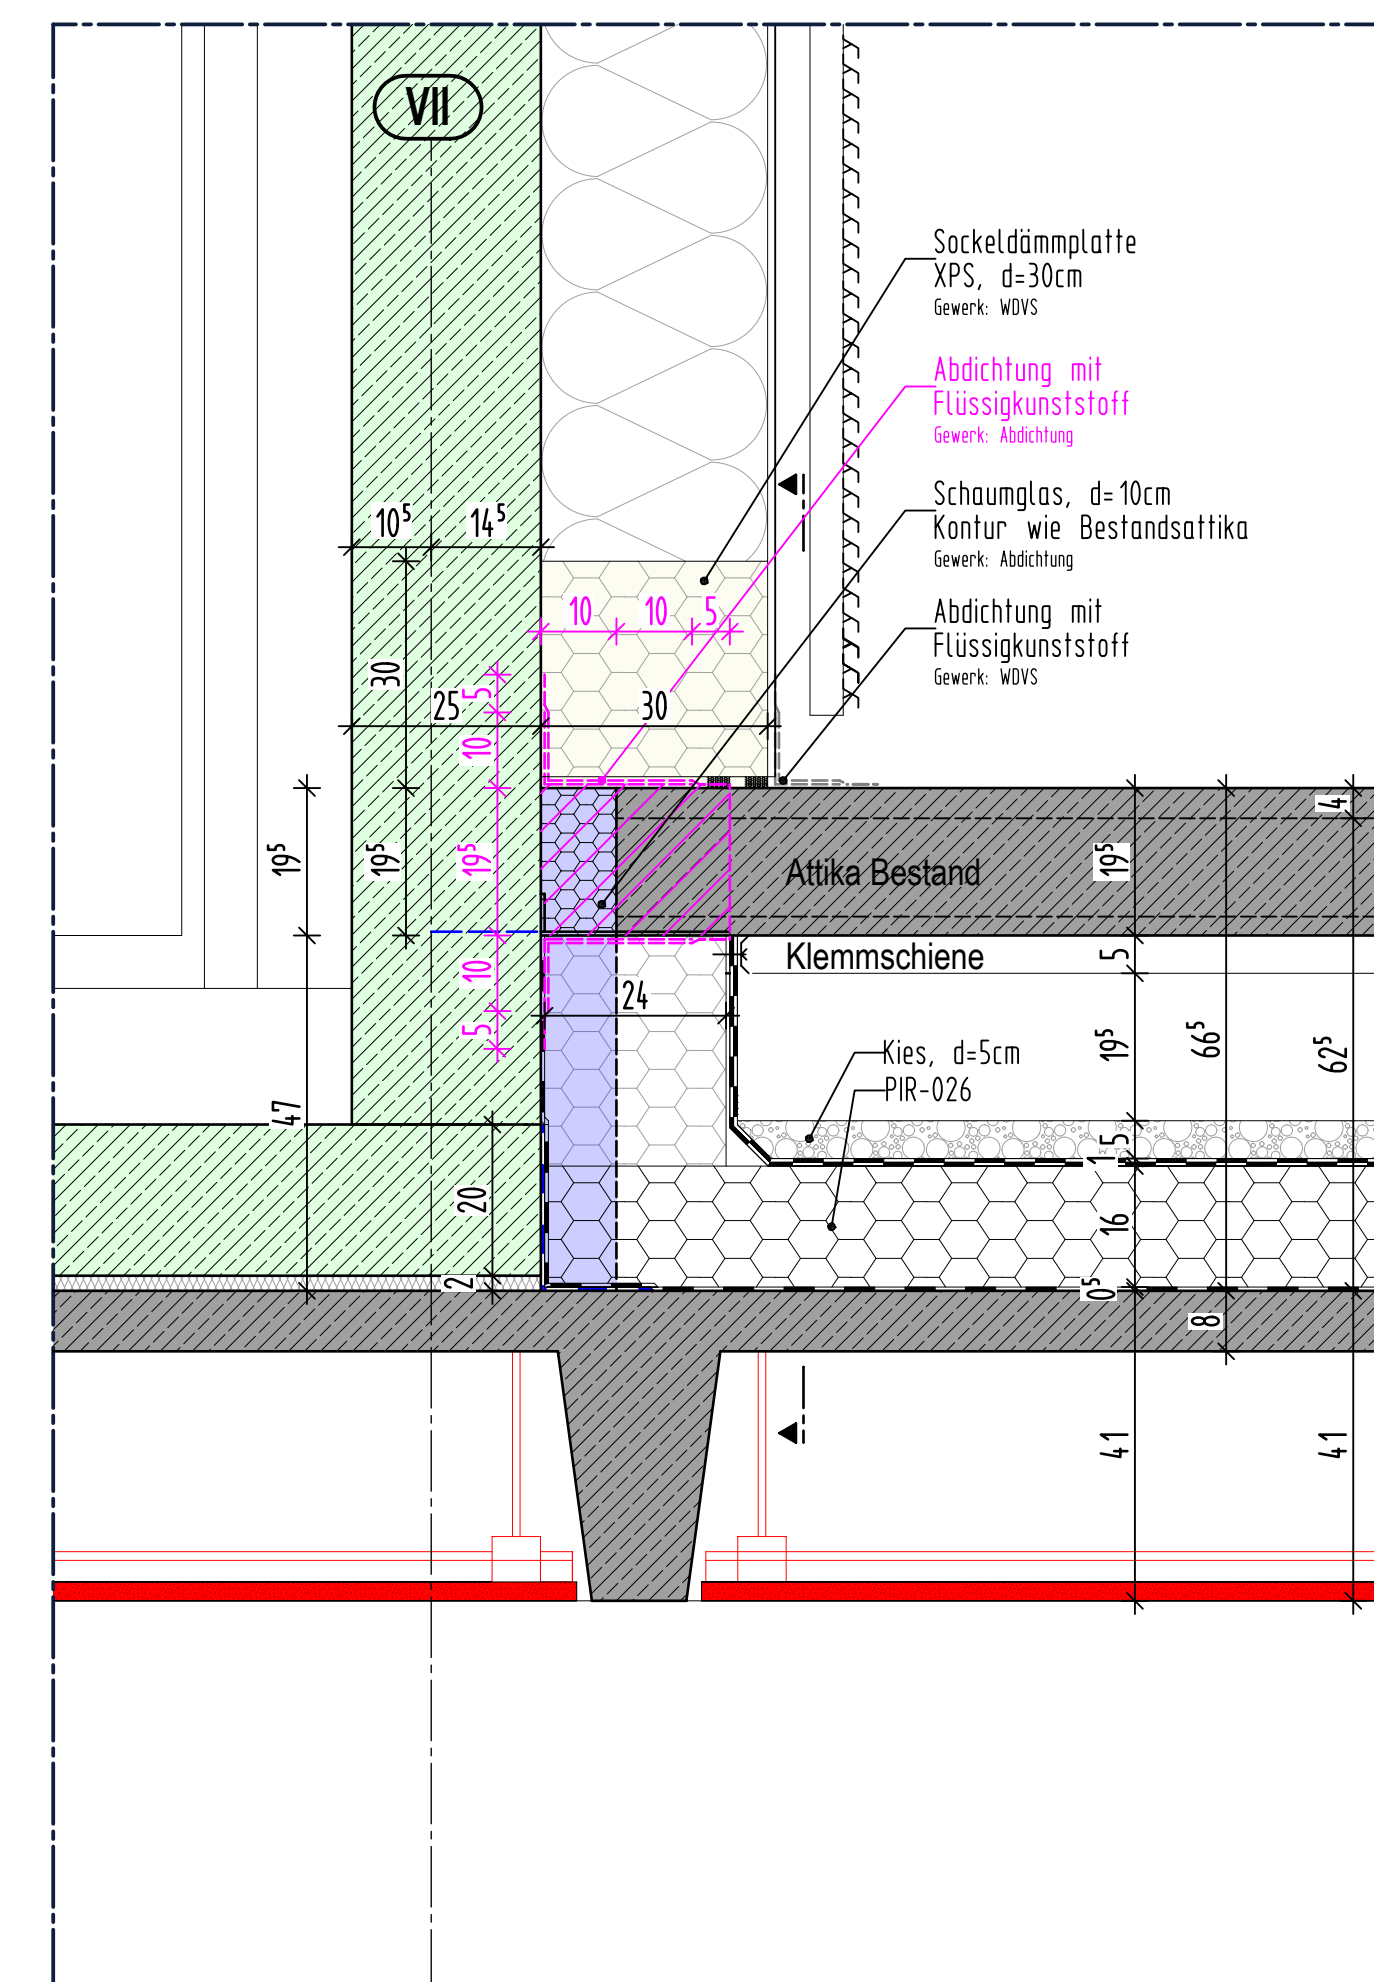 VII
Sockeldämmplatte
XPS, d=30cm
Gewerk: WDVS
Abdichtung mit
Flüssigkunststoff
Gewerk: Abdichtung
Schaumglas, d=10cm
Kontur wie Bestandsattika
Gewerk: Abdichtung
Abdichtung mit
Flüssigkunststoff
Gewerk: WDVS
10⁵ 14⁵
10 10 5
30
5
25 30
10
4
19⁵ 19⁵ 19⁵ 19⁵
Attika Bestand
Klemmschiene
5
10
24
5
19⁵ 66⁵ 62⁵
Kies, d=5cm
PIR-026
47
5
1
20
16
2
0⁵
8
41 41